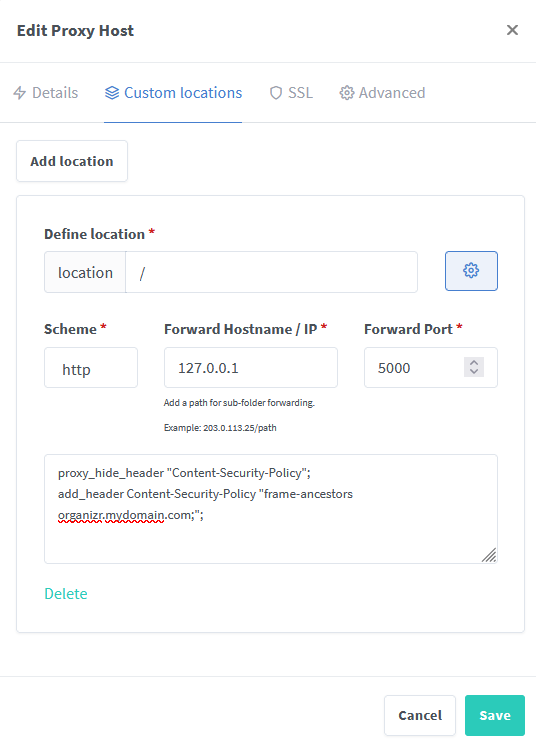 Edit Proxy Host
Details
Custom locations
SSL
Advanced
Add location
Define location *
location /
Scheme *
Forward Hostname / IP *
Forward Port *
http
127.0.0.1
5000
Add a path for sub-folder forwarding.
Example: 203.0.113.25/path
proxy_hide_header "Content-Security-Policy";
add_header Content-Security-Policy "frame-ancestors
organizr.mydomain.com;";
Delete
Cancel
Save